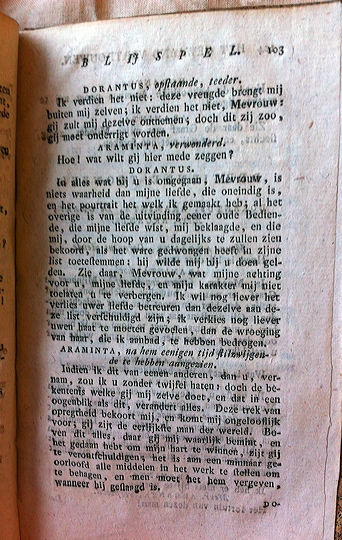 BLIJSPEL. 103
DORANTUS, opstaande, teeder.
Ik verdien het niet: deze vreugde brengt mij
buiten mij zelven; ik verdien het niet, Mevrouw:
gij zult mij dezelve ontnemen; doch dit zij zoo,
gij moet onderrigt worden.
ARAMINTA, verwonderd.
Hoe! wat wilt gij hier mede zeggen?
DORANTUS.
In alles wat bij u is omgegaan, Mevrouw, is
niets waarheid dan mijne liefde, die oneindig is,
en het pourtrait het welk ik gemaakt heb; al het
overige is van de uitvinding eener oude Bedien-
de, die mijne liefde wist, mij beklaagde, en die
mij, door de hoop van u dagelijks te zullen zien
bekoord, als het ware gedwongen heeft in zijne
list toetestemmen: hij wilde mij bij u doen gel-
den. Zie daar, Mevrouw, wat mijne achting
voor u, mijne liefde, en mijn karakter mij niet
toelaten u te verbergen. Ik wil nog liever het
verlies uwer liefde betreuren dan dezelve aan de-
ze list verschuldigd zijn; ik verkies nog liever
uwen haat te moeten gevoelen, dan de wroeging
van haar, die ik aanbad, te hebben bedrogen.
ARAMINTA, na hem eenigen tijd stilzwijgen-
de te hebben aangezien.
Indien ik dit van eenen anderen, dan u, ver-
nam, zou ik u zonder twijfel haten: doch de be-
kentenis welke gij mij zelve doet, en dat in een
oogenblik als dit, verandert alles. Deze trek van
opregtheid bekoort mij, en komt mij ongelooflijk
voor; gij zijt de eerlijkste man der wereld. Bo-
ven dit alles, daar gij mij waarlijk bemint, en
het gedaan hebt om mijn hart te winnen, zijt gij
te verontschuldigen; het is aan een minnaar ge-
oorloofd alle middelen in het werk te stellen om
te behagen, en men moet het hem vergeven,
wanneer hij geslaagd is.
DO-